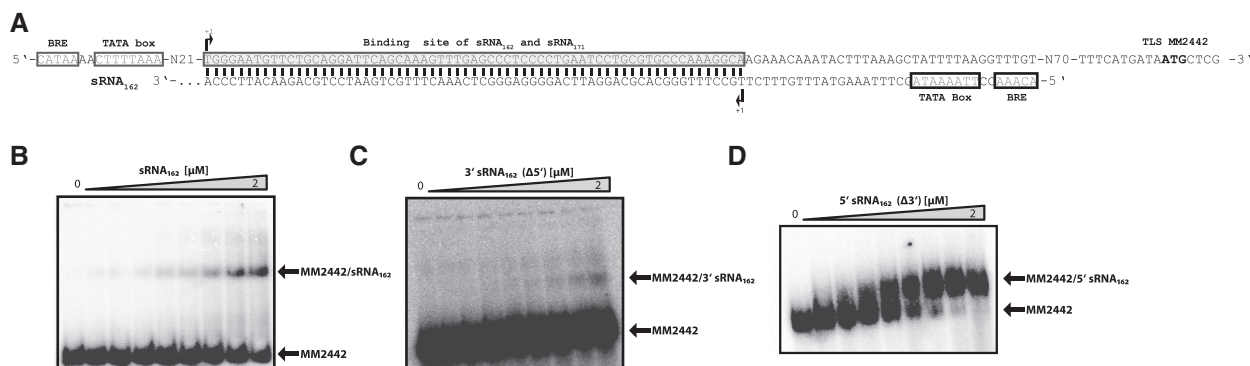 A
BRE TATA box Binding site of sRNA162 and sRNA171 TLS MM2442
+1
5'-CATAAAACTTTTAAA-N21-TGGGAATGTTCTGCAGGATTCAGCAAAGTTTGAGCCCTCCCCTGAATCCTGCGTGCCCAAAGGCAAGAAACAAATACTTTAAAGCTATTTTAAGGTTTGT-N70-TTTCATGATAATGCTCG -3'
sRNA162 3'-...ACCCTTACAAGACGTCCTAAGTCGTTTCAAACTCGGGAGGGGACTTAGGACGCACGGGTTTCCGTTCTTTGTTTATGAAATTTCGATAAAATTCCAAACA-5'
+1
TATA Box BRE
B C D
sRNA162 [µM]
0 2
MM2442/sRNA162
MM2442
3' sRNA162 (Δ5') [µM]
0 2
MM2442/3' sRNA162
MM2442
5' sRNA162 (Δ3') [µM]
0 2
MM2442/5' sRNA162
MM2442